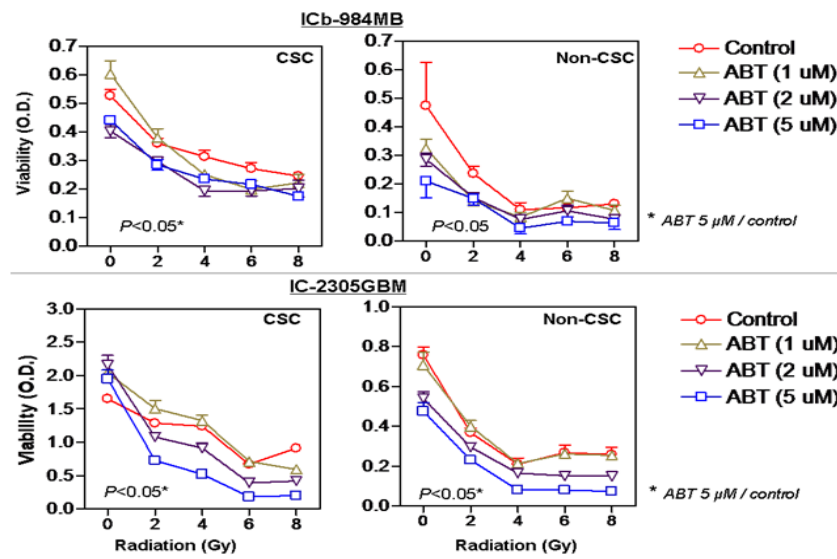 ICb-984MB
CSC
Non-CSC
Viability (O.D.)
0.7
0.6
0.5
0.4
0.3
0.2
0.1
0.0
0 2 4 6 8
P<0.05*
0.7
0.6
0.5
0.4
0.3
0.2
0.1
0.0
0 2 4 6 8
P<0.05
Control
ABT (1 uM)
ABT (2 uM)
ABT (5 uM)
* ABT 5 µM / control
IC-2305GBM
CSC
Non-CSC
Viability (O.D.)
3.0
2.5
2.0
1.5
1.0
0.5
0.0
0 2 4 6 8
P<0.05*
Radiation (Gy)
1.0
0.8
0.6
0.4
0.2
0.0
0 2 4 6 8
P<0.05*
Radiation (Gy)
Control
ABT (1 uM)
ABT (2 uM)
ABT (5 uM)
* ABT 5 µM / control